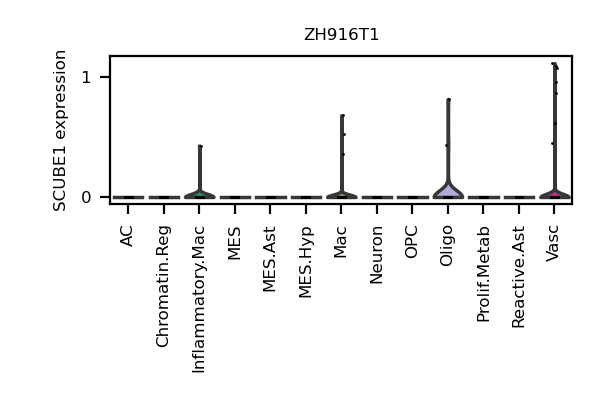 ZH916T1
SCUBE1 expression
1
0
AC
Chromatin.Reg
Inflammatory.Mac
MES
MES.Ast
MES.Hyp
Mac
Neuron
OPC
Oligo
Prolif.Metab
Reactive.Ast
Vasc